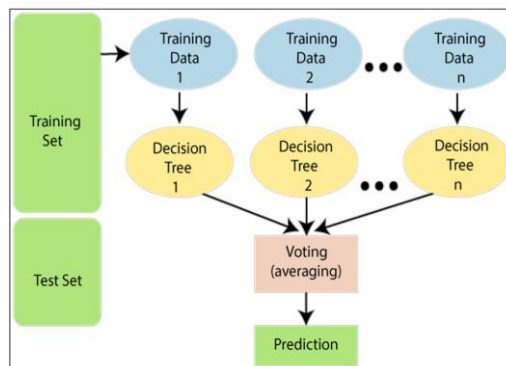 Training
Set
Training
Data
1
Training
Data
2
Training
Data
n
Decision
Tree
1
Decision
Tree
2
Decision
Tree
n
Test Set
Voting
(averaging)
Prediction